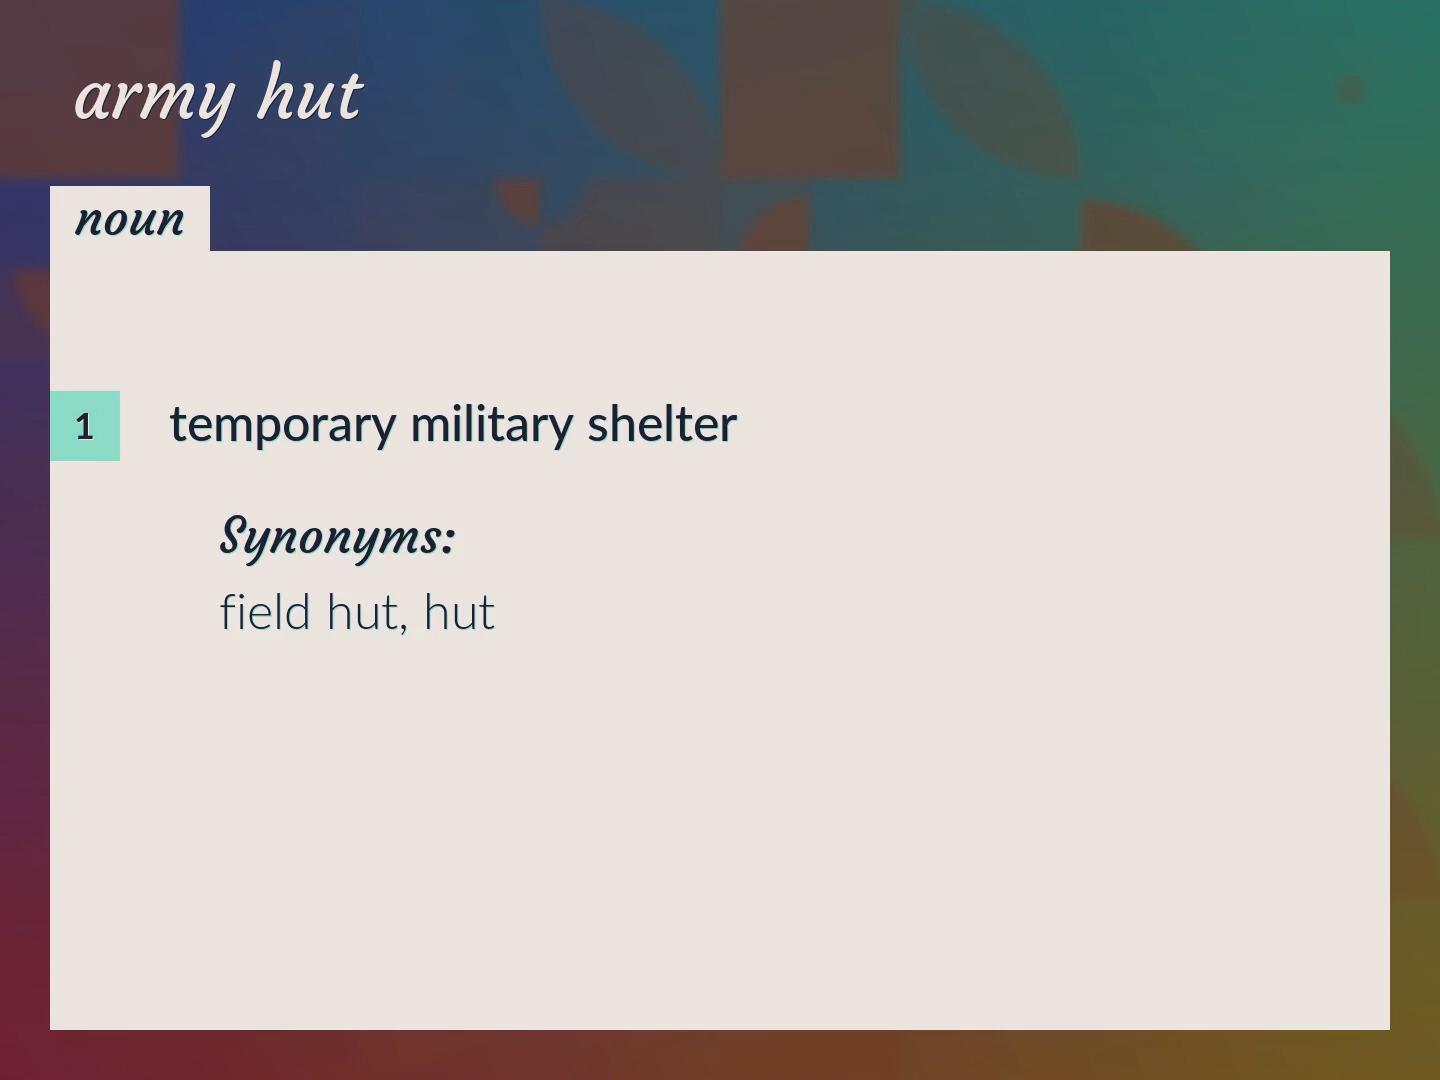 army hut
noun
1 temporary military shelter
Synonyms:
field hut, hut